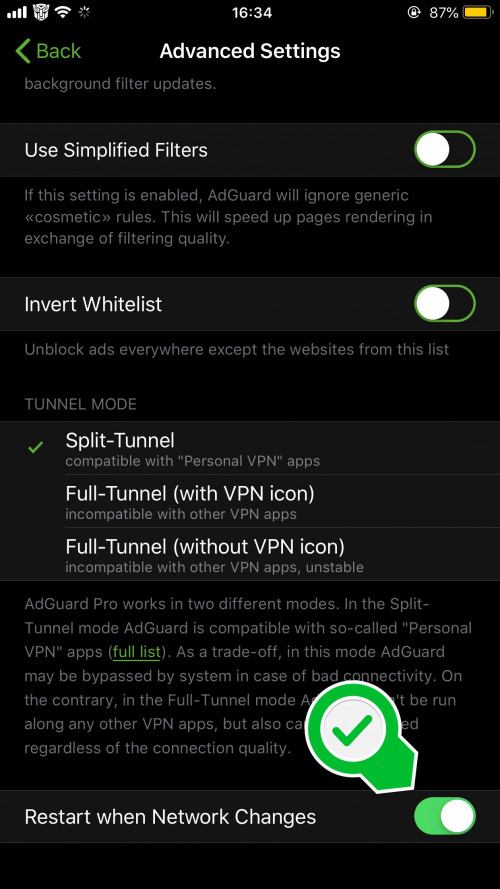 16:34
87%
Back
Advanced Settings
background filter updates.
Use Simplified Filters
If this setting is enabled, AdGuard will ignore generic
«cosmetic» rules. This will speed up pages rendering in
exchange of filtering quality.
Invert Whitelist
Unblock ads everywhere except the websites from this list
TUNNEL MODE
Split-Tunnel
compatible with "Personal VPN" apps
Full-Tunnel (with VPN icon)
incompatible with other VPN apps
Full-Tunnel (without VPN icon)
incompatible with other VPN apps, unstable
AdGuard Pro works in two different modes. In the Split-
Tunnel mode AdGuard is compatible with so-called "Personal
VPN" apps (full list). As a trade-off, in this mode AdGuard
may be bypassed by system in case of bad connectivity. On
the contrary, in the Full-Tunnel mode be run
along any other VPN apps, but also
regardless of the connection quality.
Restart when Network Changes